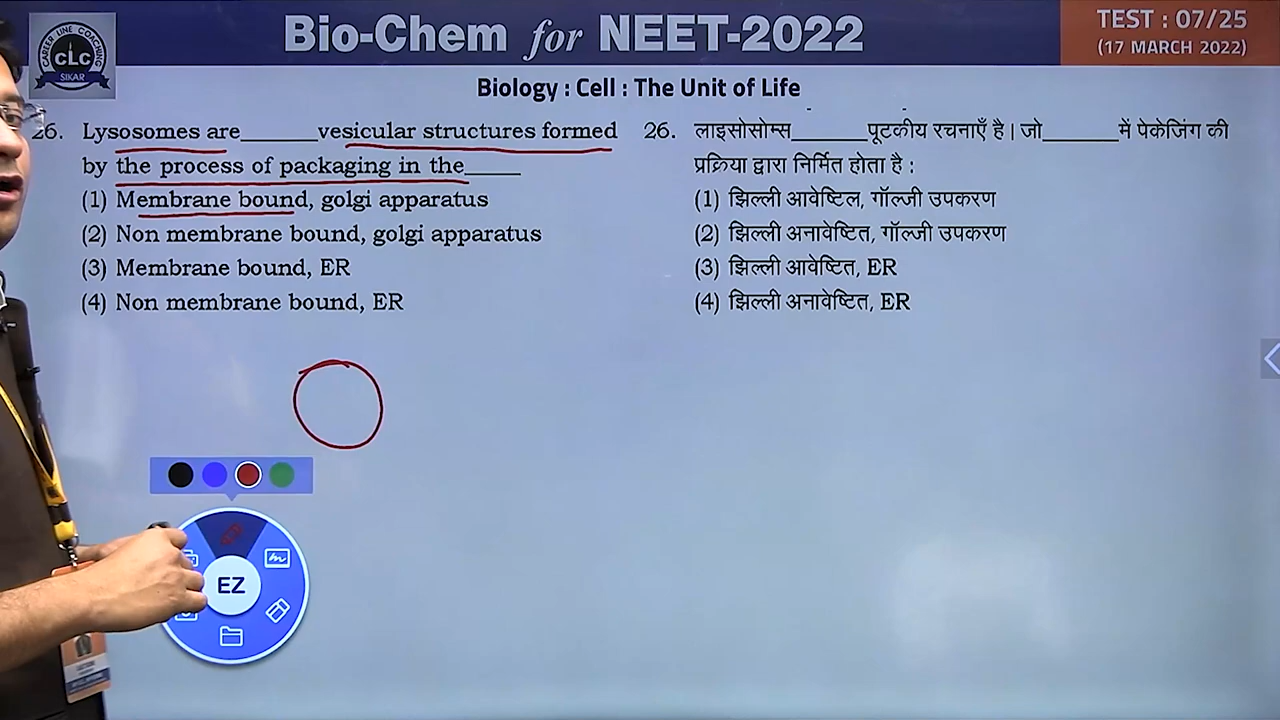 CAREER LINE COACHING
CLC
SIKAR
Bio-Chem for NEET-2022
TEST : 07/25
(17 MARCH 2022)
Biology : Cell : The Unit of Life
26. Lysosomes are______vesicular structures formed
by the process of packaging in the_____
(1) Membrane bound, golgi apparatus
(2) Non membrane bound, golgi apparatus
(3) Membrane bound, ER
(4) Non membrane bound, ER
26. लाइसोसोम्स______पूटकीय रचनाएँ है। जो______में पेकेजिंग की
प्रक्रिया द्वारा निर्मित होता है :
(1) झिल्ली आवेष्टिल, गॉल्जी उपकरण
(2) झिल्ली अनावेष्टित, गॉल्जी उपकरण
(3) झिल्ली आवेष्टित, ER
(4) झिल्ली अनावेष्टित, ER
EZ